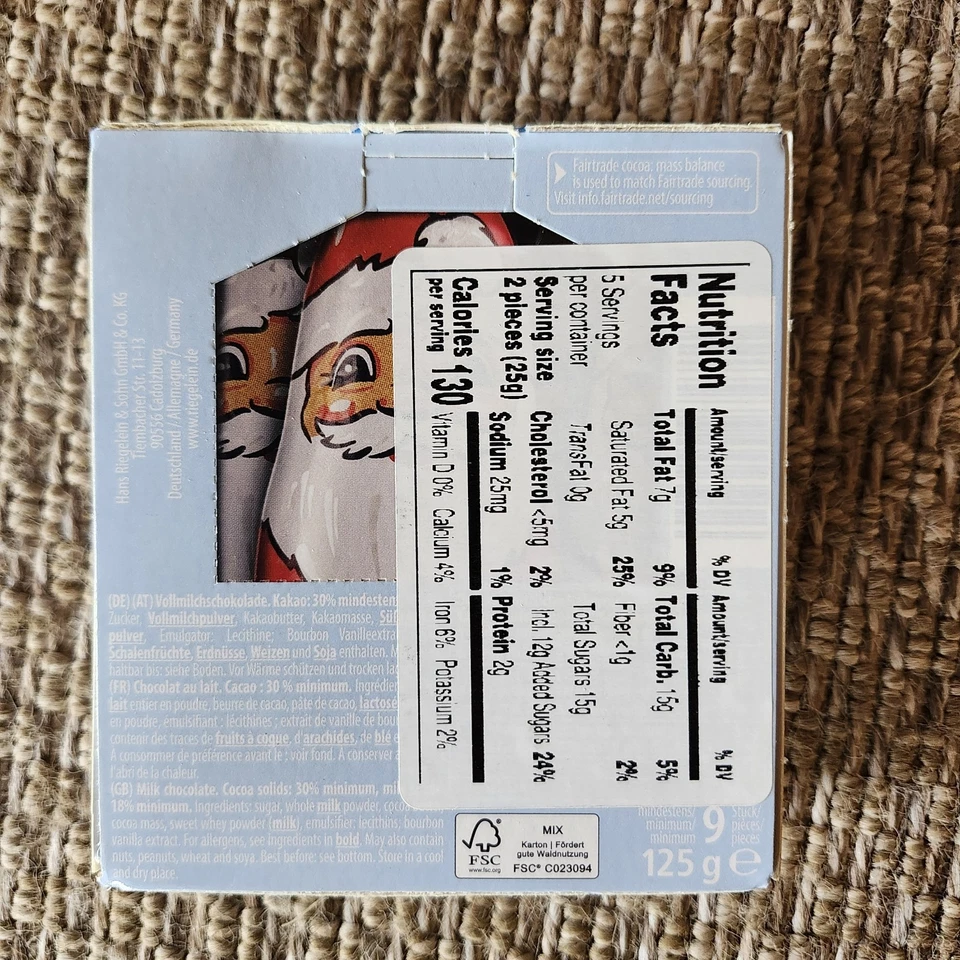 Fairtrade cocoa: mass balance
is used to match Fairtrade sourcing.
Visit info.fairtrade.net/sourcing
Hans Riegelein & Sohn GmbH & Co. KG
Tiembacher Str. 11-13
90556 Cadolzburg
Deutschland / Allemagne / Germany
www.riegelein.de
Nutrition
Facts
5 Servings
per container
Serving size
2 pieces (25g)
Calories 130
per serving
Amount/serving % DV Amount/serving % DV
Total Fat 7g 9% Total Carb. 15g 5%
Saturated Fat 5g 25% Fiber <1g 2%
Trans Fat 0g Total Sugars 15g
Cholesterol <5mg 2% Incl. 12g Added Sugars 24%
Sodium 25mg 1% Protein 2g
Vitamin D 0% Calcium 4% Iron 6% Potassium 2%
(DE) (AT) Vollmilchschokolade. Kakao: 30% mindesten
Zucker, Vollmilchpulver, Kakaobutter, Kakaomasse, Süß
pulver, Emulgator: Lecithine; Bourbon Vanilleextra
Schalenfrüchte, Erdnüsse, Weizen und Soja enthalten. M
haltbar bis: siehe Boden. Vor Wärme schützen und trocken la
(FR) Chocolat au lait. Cacao : 30 % minimum. Ingrédien
lait entier en poudre, beurre de cacao, pâte de cacao, lactosé
en poudre, émulsifiant : lécithines ; extrait de vanille de bou
contenir des traces de fruits à coque, d'arachides, de blé e
A consommer de préférence avant le : voir fond. A conserver à
l'abri de la chaleur.
(GB) Milk chocolate. Cocoa solids: 30% minimum, mi
18% minimum. Ingredients: sugar, whole milk powder, cocoa
cocoa mass, sweet whey powder (milk), emulsifier: lecithins; bourbon
vanilla extract. For allergens, see ingredients in bold. May also contain
nuts, peanuts, wheat and soya. Best before: see bottom. Store in a cool
and dry place.
FSC
www.fsc.org
MIX
Karton | Fördert
gute Waldnutzung
FSC® C023094
mindestens/
minimum/
minimum
9
Stück/
pièces/
pieces
125 g ℮